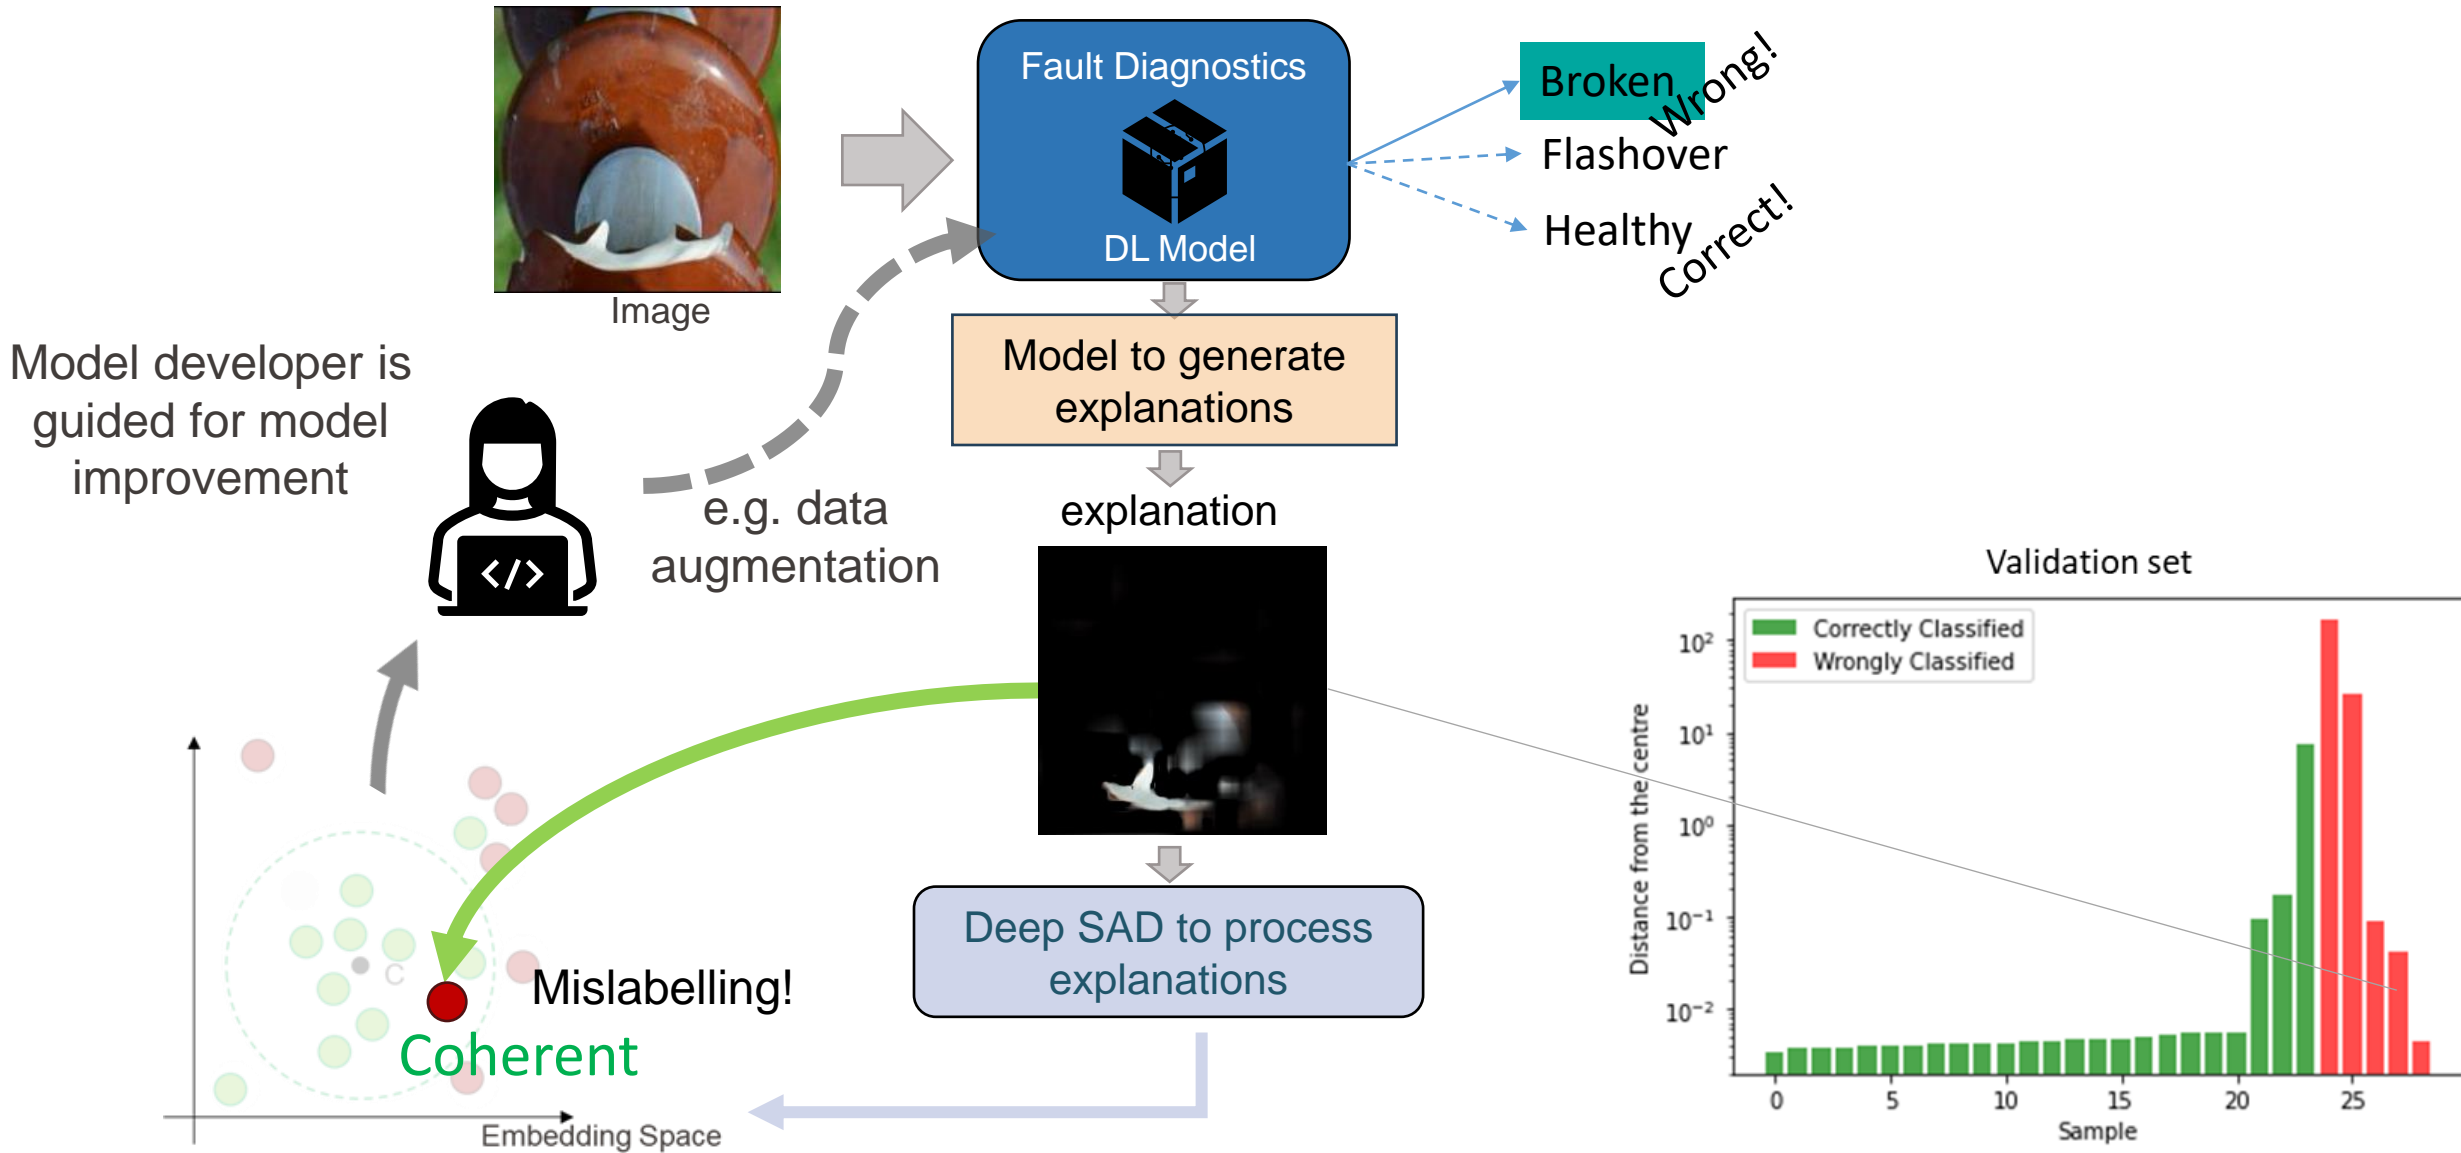 Fault Diagnostics
DL Model
Broken
Wrong!
Flashover
Healthy
Correct!
Image
Model to generate
explanations
Model developer is
guided for model
improvement
</>
e.g. data
augmentation
explanation
Validation set
Correctly Classified
Wrongly Classified
Distance from the centre
10²
10¹
10⁰
10⁻¹
10⁻²
0 5 10 15 20 25
Sample
Deep SAD to process
explanations
C
Mislabelling!
Coherent
Embedding Space